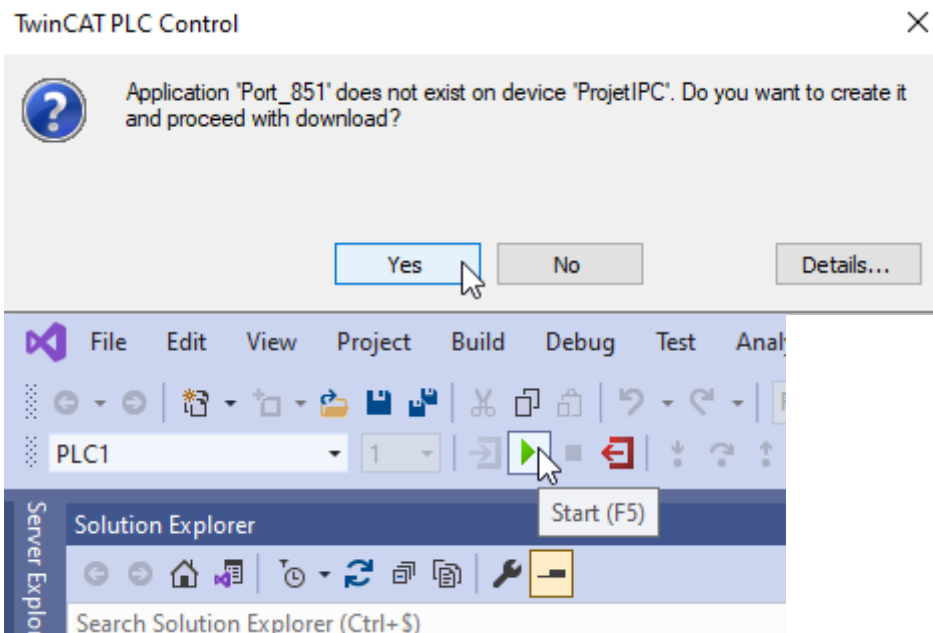 TwinCAT PLC Control
Application 'Port_851' does not exist on device 'ProjetIPC'. Do you want to create it
and proceed with download?
Yes No Details...
File Edit View Project Build Debug Test
PLC1 1
Start (F5)
Server
Solution Explorer
Search Solution Explorer (Ctrl+$)